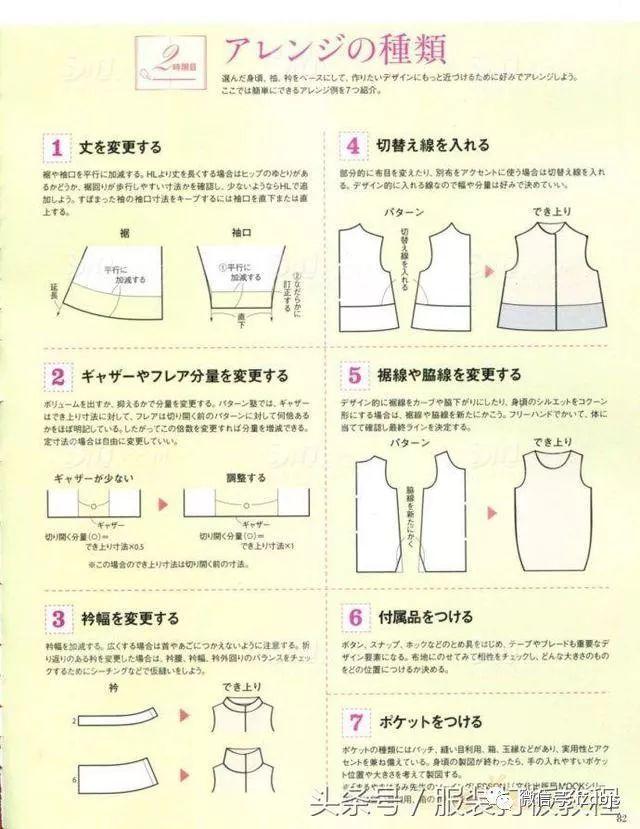 2
時間目
アレンジの種類
選んだ身頃、袖、衿をベースにして、作りたいデザインにもっと近づけるために好みでアレンジしよう。
ここでは簡単にできるアレンジ例を7つ紹介。
1 丈を変更する
裾や袖口を平行に加減する。HLより丈を長くする場合はヒップのゆとりがあ
るかどうか、裾回りが歩行しやすい寸法かを確認し、少ないようならHLで追
加しよう。すぼまった袖の袖口寸法をキープするには袖口を直下または直
上する。
裾
袖口
平行に
加減する
延長
①平行に
加減する
②なだらかに
訂正する
直下
2 ギャザーやフレア分量を変更する
ボリュームを出すか、抑えるかで分量を変更する。パターン塾では、ギャザー
はでき上り寸法に対して、フレアは切り開く前のパターンに対して何倍ある
かをほぼ明記している。したがってこの倍数を変更すれば分量を増減できる。
定寸法の場合は自由に変更していい。
ギャザーが少ない
調整する
ギャザー
ギャザー
切り開く分量(〇)=
でき上り寸法×0.5
切り開く分量(〇)=
でき上り寸法×1
※この場合のでき上り寸法は切り開く前の寸法。
3 衿幅を変更する
衿幅を加減する。広くする場合は首やあごにつかえないように注意する。折
り返りのある衿を変更した場合は、衿腰、衿幅、衿外回りのバランスをチェッ
クするためにシーチングなどで仮縫いをしよう。
衿
でき上り
2
6
4 切替え線を入れる
部分的に布目を変えたり、別布をアクセントに使う場合は切替え線を入れ
る。デザイン的に入れる線なので幅や分量は好みで決めていい。
パターン
でき上り
切替え線を入れる
5 裾線や脇線を変更する
デザイン的に裾線をカーブや脇下がりにしたり、身頃のシルエットをコクーン
形にする場合は、裾線や脇線を新たにかこう。フリーハンドでかいて、体に
当てて確認し最終ラインを決定する。
パターン
でき上り
脇線を新たにかく
6 付属品をつける
ボタン、スナップ、ホックなどのとめ具をはじめ、テープやブレードも重要なデ
ザイン要素になる。布地にのせてみて相性をチェックし、どんな大きさのもの
をどの位置につけるか決める。
7 ポケットをつける
ポケットの種類にはパッチ、縫い目利用、箱、玉縁などがあり、実用性とアク
セントを兼ね備えている。身頃の製図が終わったら、手の入れやすいポケッ
ト位置や大きさを考えて製図する。
头条号/服装打板教程
82